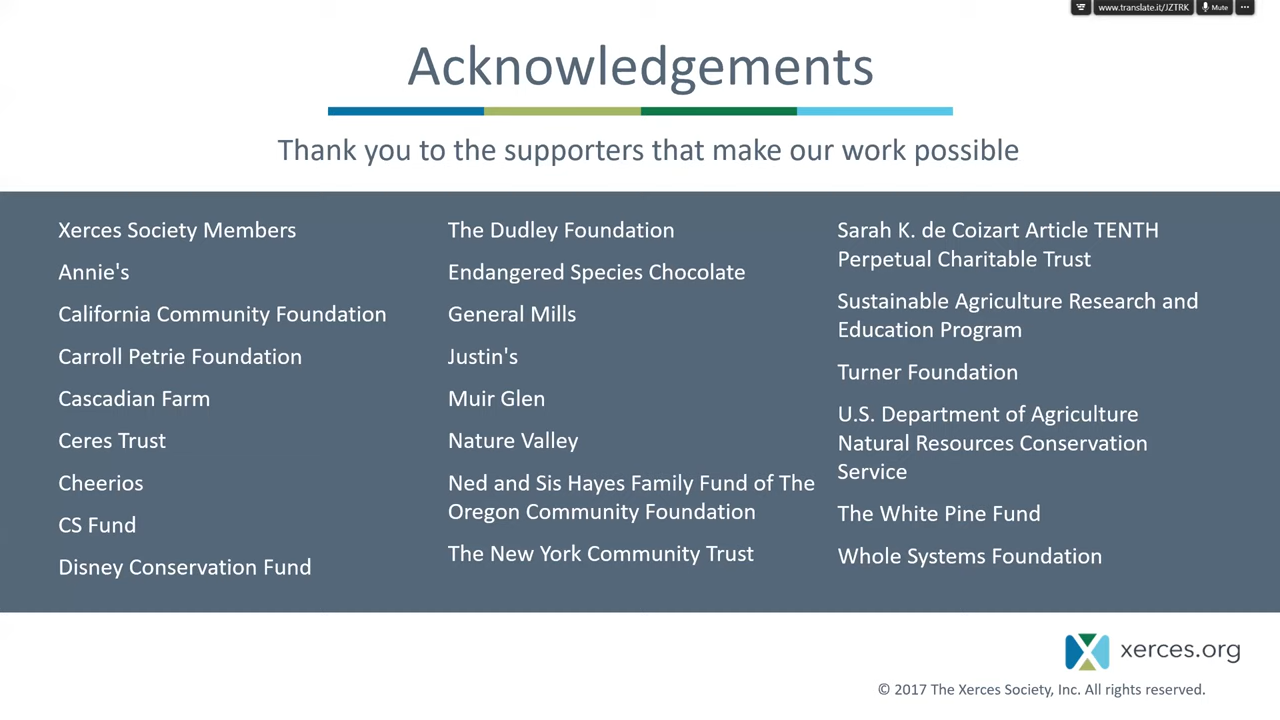 www.translate.it/JZTRK
Mute
Acknowledgements
Thank you to the supporters that make our work possible
Xerces Society Members
Annie's
California Community Foundation
Carroll Petrie Foundation
Cascadian Farm
Ceres Trust
Cheerios
CS Fund
Disney Conservation Fund
The Dudley Foundation
Endangered Species Chocolate
General Mills
Justin's
Muir Glen
Nature Valley
Ned and Sis Hayes Family Fund of The
Oregon Community Foundation
The New York Community Trust
Sarah K. de Coizart Article TENTH
Perpetual Charitable Trust
Sustainable Agriculture Research and
Education Program
Turner Foundation
U.S. Department of Agriculture
Natural Resources Conservation
Service
The White Pine Fund
Whole Systems Foundation
xerces.org
© 2017 The Xerces Society, Inc. All rights reserved.